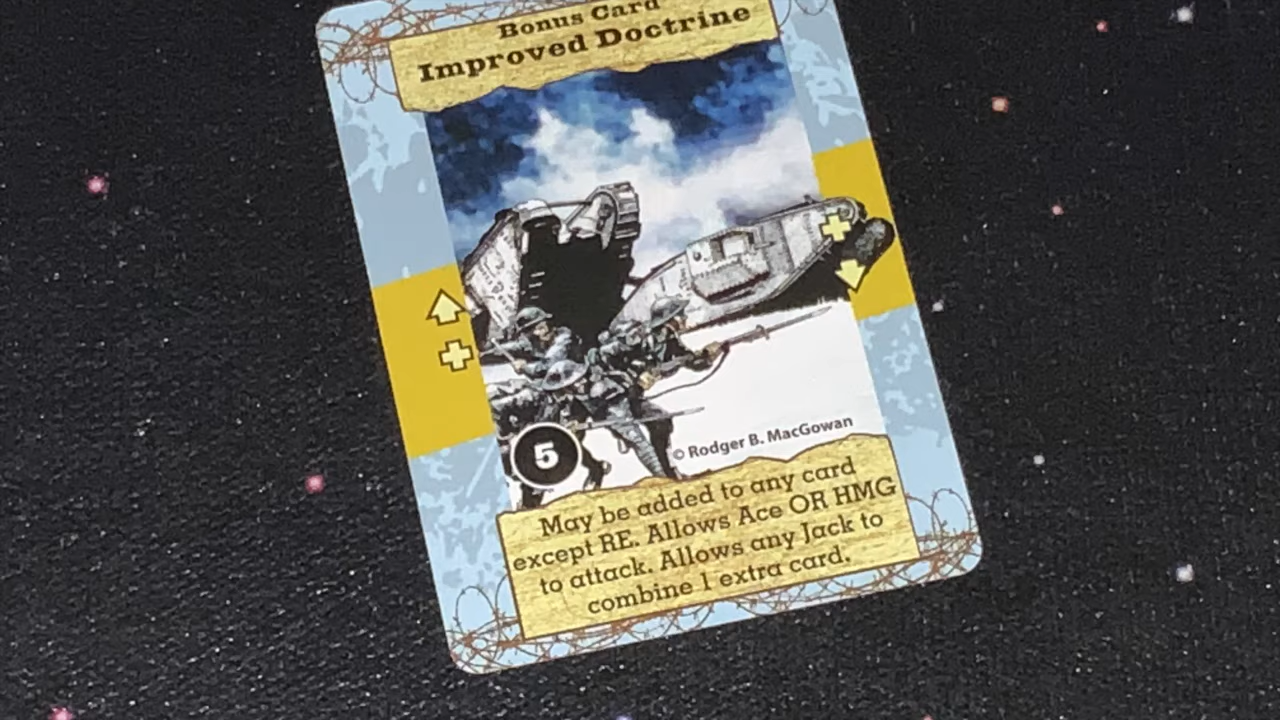 Bonus Card
Improved Doctrine
5
© Rodger B. MacGowan
May be added to any card
except RE. Allows Ace OR HMG
to attack. Allows any Jack to
combine 1 extra card.